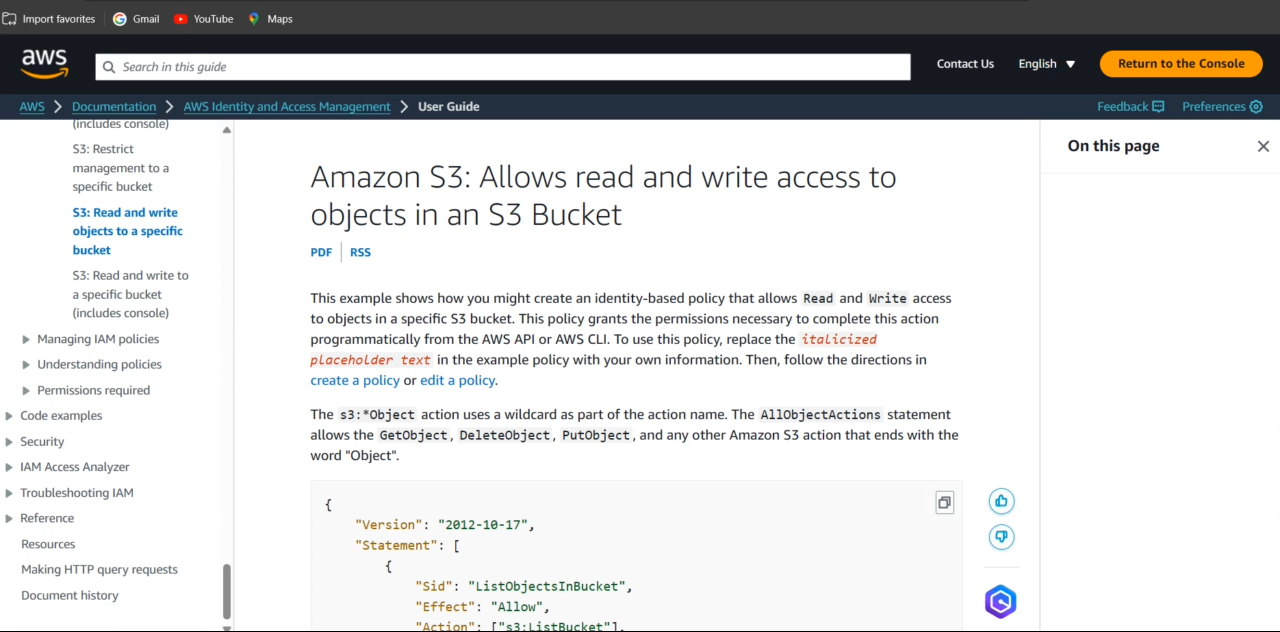 Import favorites
Gmail
YouTube
Maps
aws
Search in this guide
Contact Us
English
Return to the Console
AWS
Documentation
AWS Identity and Access Management
User Guide
Feedback
Preferences
(includes console)
S3: Restrict
management to a
specific bucket
S3: Read and write
objects to a specific
bucket
S3: Read and write to
a specific bucket
(includes console)
Managing IAM policies
Understanding policies
Permissions required
Code examples
Security
IAM Access Analyzer
Troubleshooting IAM
Reference
Resources
Making HTTP query requests
Document history
Amazon S3: Allows read and write access to
objects in an S3 Bucket
PDF
RSS
This example shows how you might create an identity-based policy that allows Read and Write access
to objects in a specific S3 bucket. This policy grants the permissions necessary to complete this action
programmatically from the AWS API or AWS CLI. To use this policy, replace the italicized
placeholder text in the example policy with your own information. Then, follow the directions in
create a policy or edit a policy.
The s3:*Object action uses a wildcard as part of the action name. The AllObjectActions statement
allows the GetObject, DeleteObject, PutObject, and any other Amazon S3 action that ends with the
word "Object".
{
"Version": "2012-10-17",
"Statement": [
{
"Sid": "ListObjectsInBucket",
"Effect": "Allow",
"Action": ["s3:ListBucket"],
On this page